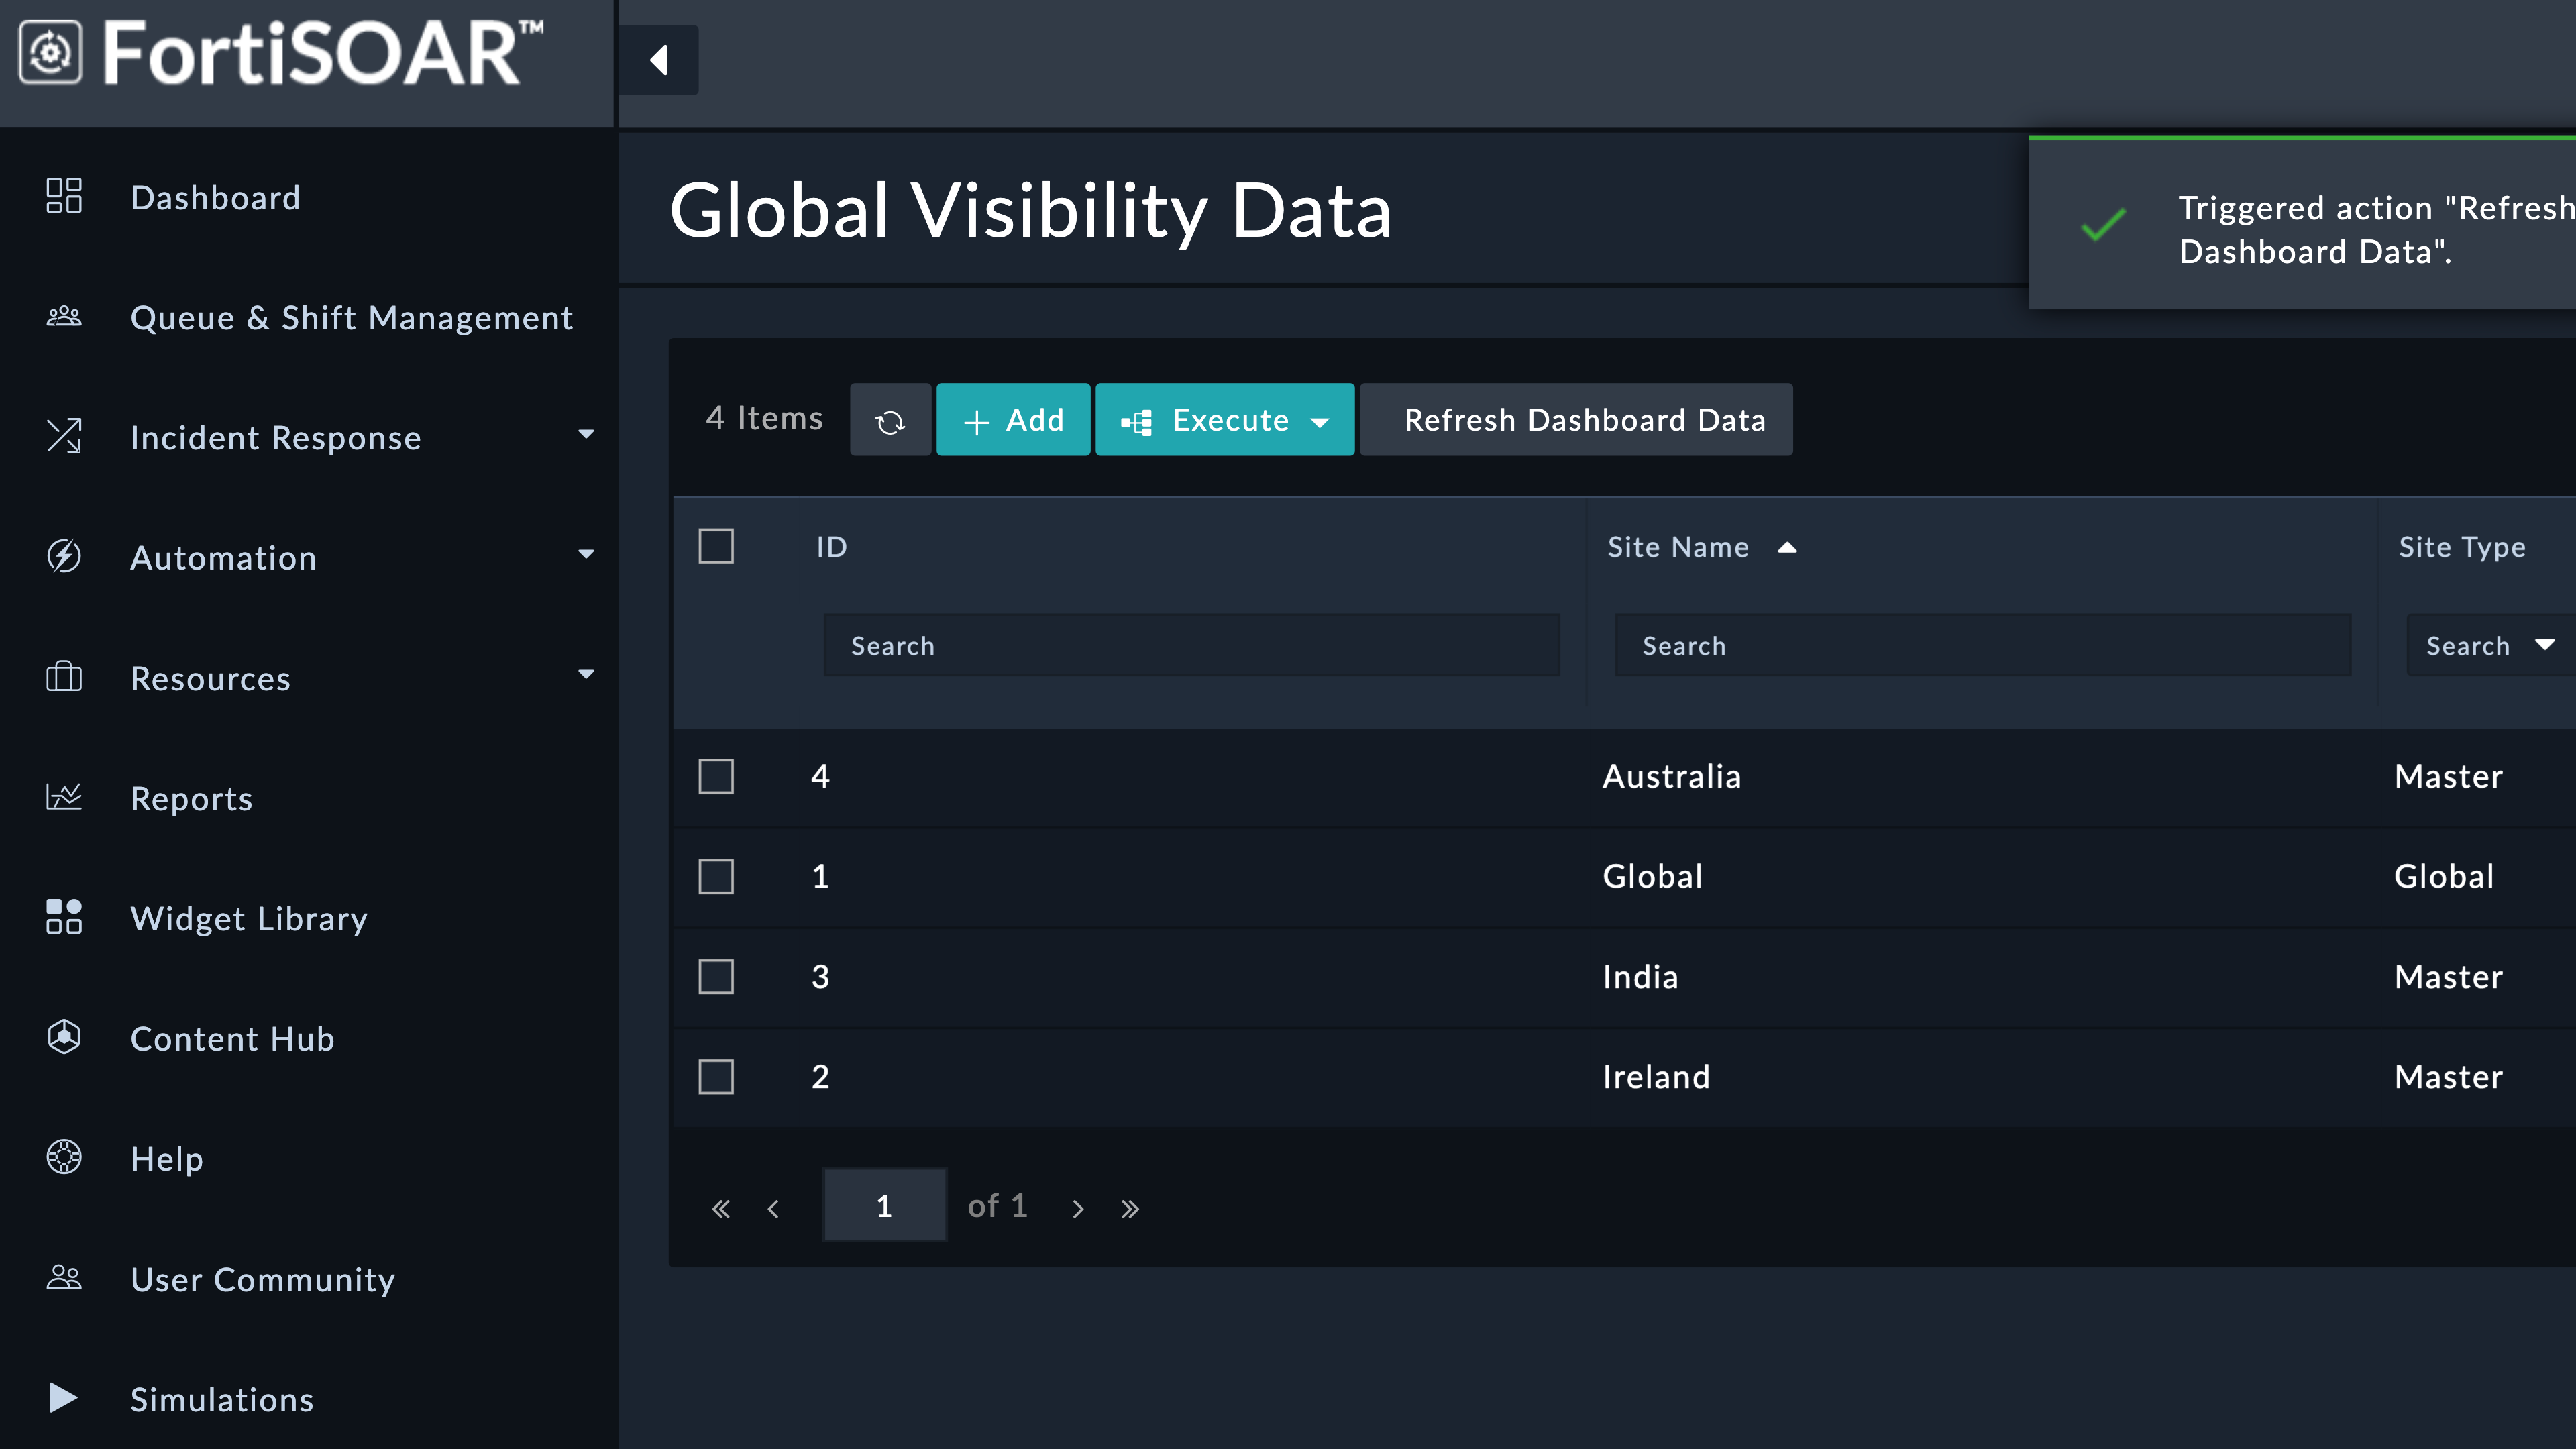 FortiSOAR™
Dashboard
Queue & Shift Management
Incident Response
Automation
Resources
Reports
Widget Library
Content Hub
Help
User Community
Simulations
Global Visibility Data
Triggered action "Refresh
Dashboard Data".
4 Items
Add
Execute
Refresh Dashboard Data
ID Site Name Site Type
Search Search Search
4 Australia Master
1 Global Global
3 India Master
2 Ireland Master
« ‹ 1 of 1 › »